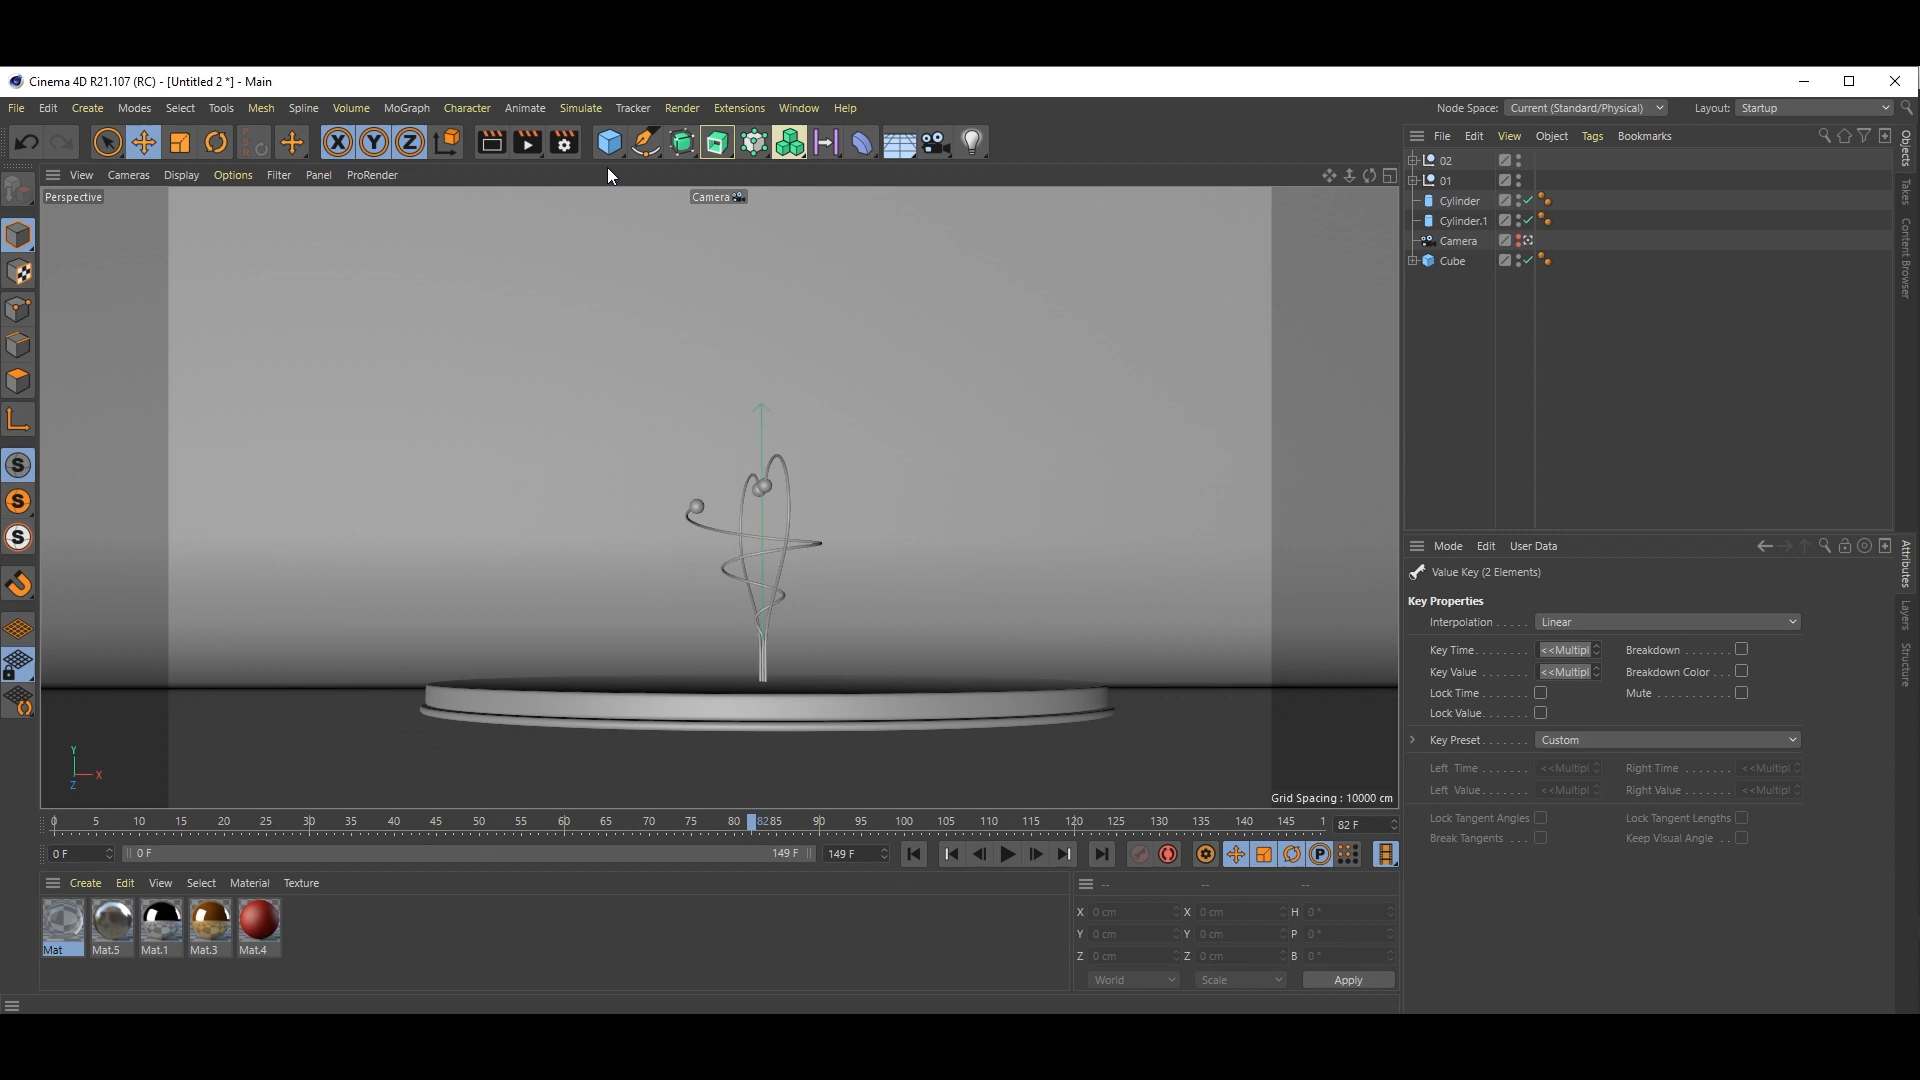 Cinema 4D R21.107 (RC) - [Untitled 2 *] - Main
File Edit Create Modes Select Tools Mesh Spline Volume MoGraph Character Animate Simulate Tracker Render Extensions Window Help
Node Space: Current (Standard/Physical) Layout: Startup
X Y Z
P S R
View Cameras Display Options Filter Panel ProRender
Perspective
Camera
File Edit View Object Tags Bookmarks
02
01
Cylinder
Cylinder.1
Camera
Cube
Objects
Takes
Content Browser
S
S
S
Mode Edit User Data
Value Key (2 Elements)
Key Properties
Interpolation . . . . . Linear
Key Time. . . . . . . . <<Multipl Breakdown . . . . . . .
Key Value . . . . . . . <<Multipl Breakdown Color . . .
Lock Time . . . . . . . Mute . . . . . . . . . . .
Lock Value. . . . . . .
Key Preset. . . . . . . Custom
Left Time . . . . . . . <<Multipl Right Time . . . . . . . <<Multipl
Left Value. . . . . . . <<Multipl Right Value . . . . . . . <<Multipl
Lock Tangent Angles Lock Tangent Lengths
Break Tangents . . . Keep Visual Angle . .
Attributes
Layers
Structure
Y
X
Z
Grid Spacing : 10000 cm
0 5 10 15 20 25 30 35 40 45 50 55 60 65 70 75 80 82 85 90 95 100 105 110 115 120 125 130 135 140 145 1 82 F
0 F 0 F 149 F 149 F
P
Create Edit View Select Material Texture
Mat Mat.5 Mat.1 Mat.3 Mat.4
-- -- --
X 0 cm X 0 cm H 0 °
Y 0 cm Y 0 cm P 0 °
Z 0 cm Z 0 cm B 0 °
World Scale Apply